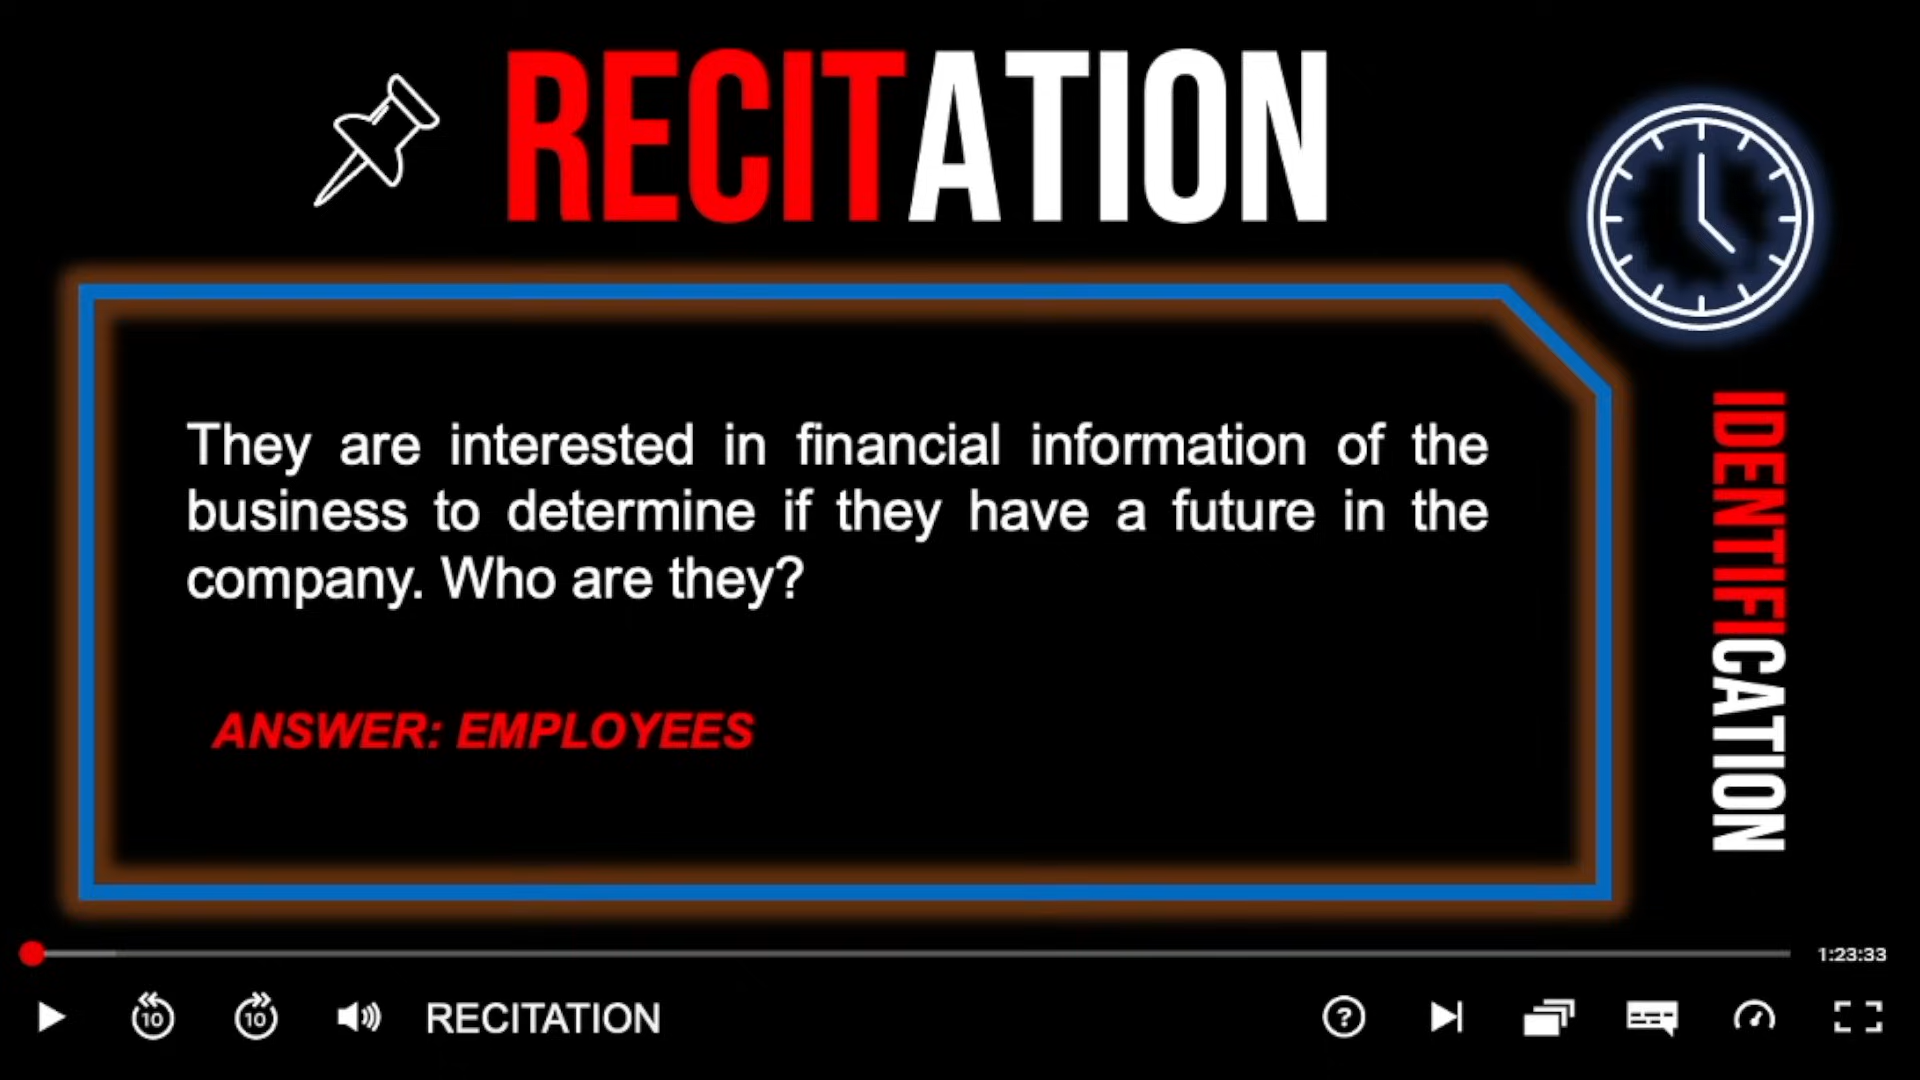 RECITATION
They are interested in financial information of the
business to determine if they have a future in the
company. Who are they?
ANSWER: EMPLOYEES
IDENTIFICATION
1:23:33
10
10
RECITATION
?